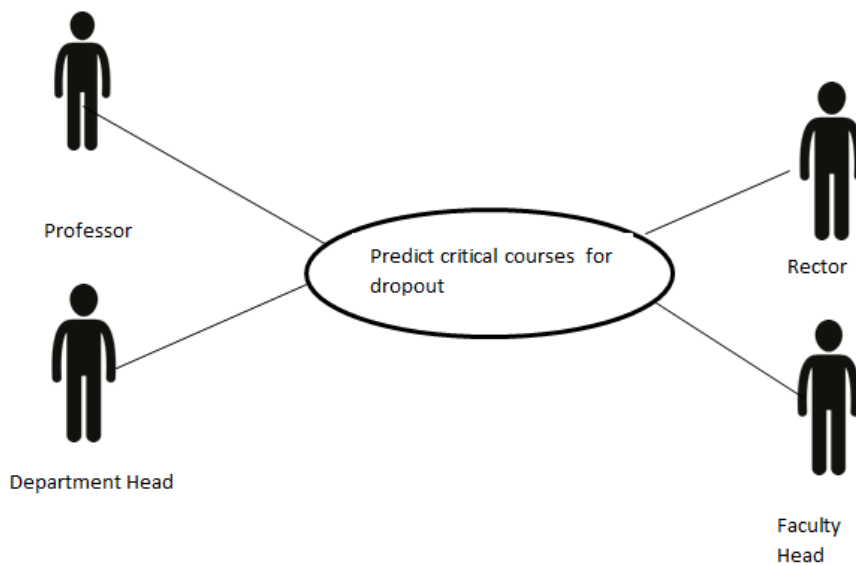 Professor
Predict critical courses for
dropout
Rector
Department Head
Faculty
Head